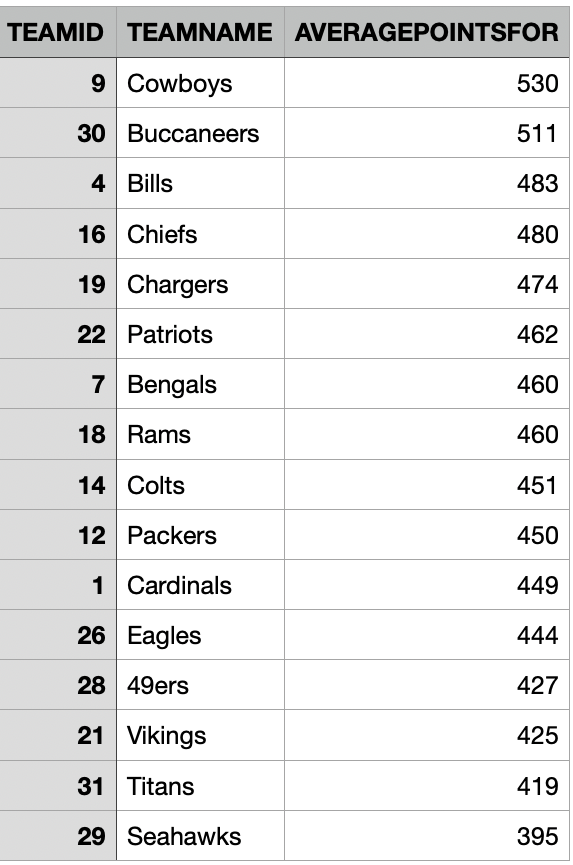 TEAMID TEAMNAME AVERAGEPOINTSFOR
9 Cowboys 530
30 Buccaneers 511
4 Bills 483
16 Chiefs 480
19 Chargers 474
22 Patriots 462
7 Bengals 460
18 Rams 460
14 Colts 451
12 Packers 450
1 Cardinals 449
26 Eagles 444
28 49ers 427
21 Vikings 425
31 Titans 419
29 Seahawks 395